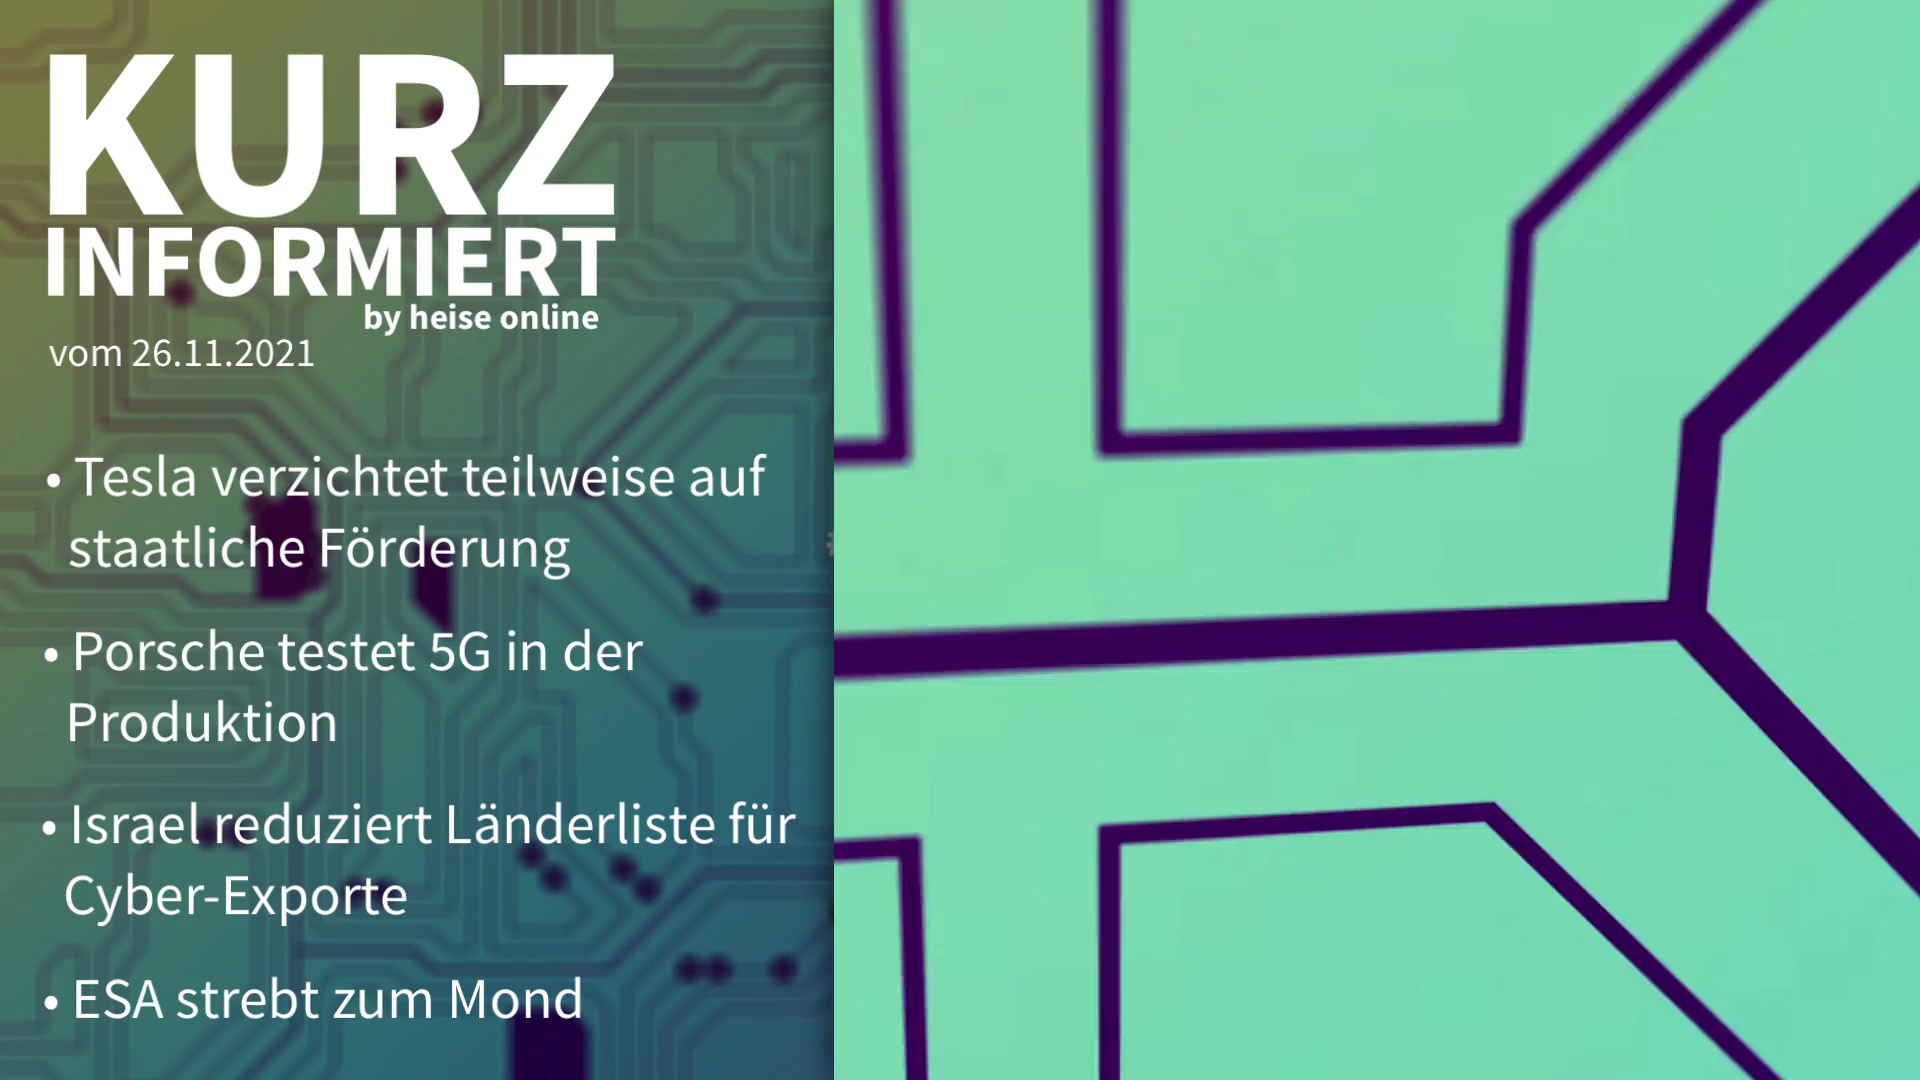 KURZ
INFORMIERT
by heise online
vom 26.11.2021
• Tesla verzichtet teilweise auf
staatliche Förderung
• Porsche testet 5G in der
Produktion
• Israel reduziert Länderliste für
Cyber-Exporte
• ESA strebt zum Mond